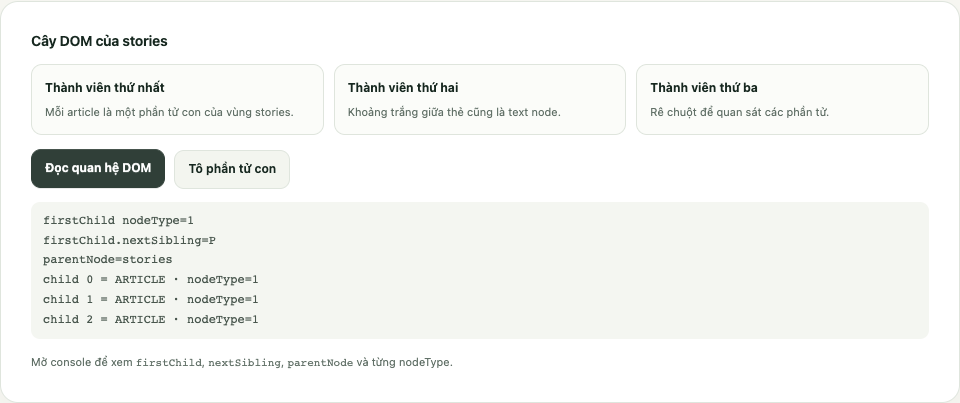 Cây DOM của stories
Thành viên thứ nhất
Mỗi article là một phần tử con của vùng stories.
Thành viên thứ hai
Khoảng trắng giữa thẻ cũng là text node.
Thành viên thứ ba
Rê chuột để quan sát các phần tử.
Đọc quan hệ DOM
Tô phần tử con
firstChild nodeType=1
firstChild.nextSibling=P
parentNode=stories
child 0 = ARTICLE · nodeType=1
child 1 = ARTICLE · nodeType=1
child 2 = ARTICLE · nodeType=1
Mở console để xem firstChild, nextSibling, parentNode và từng nodeType.